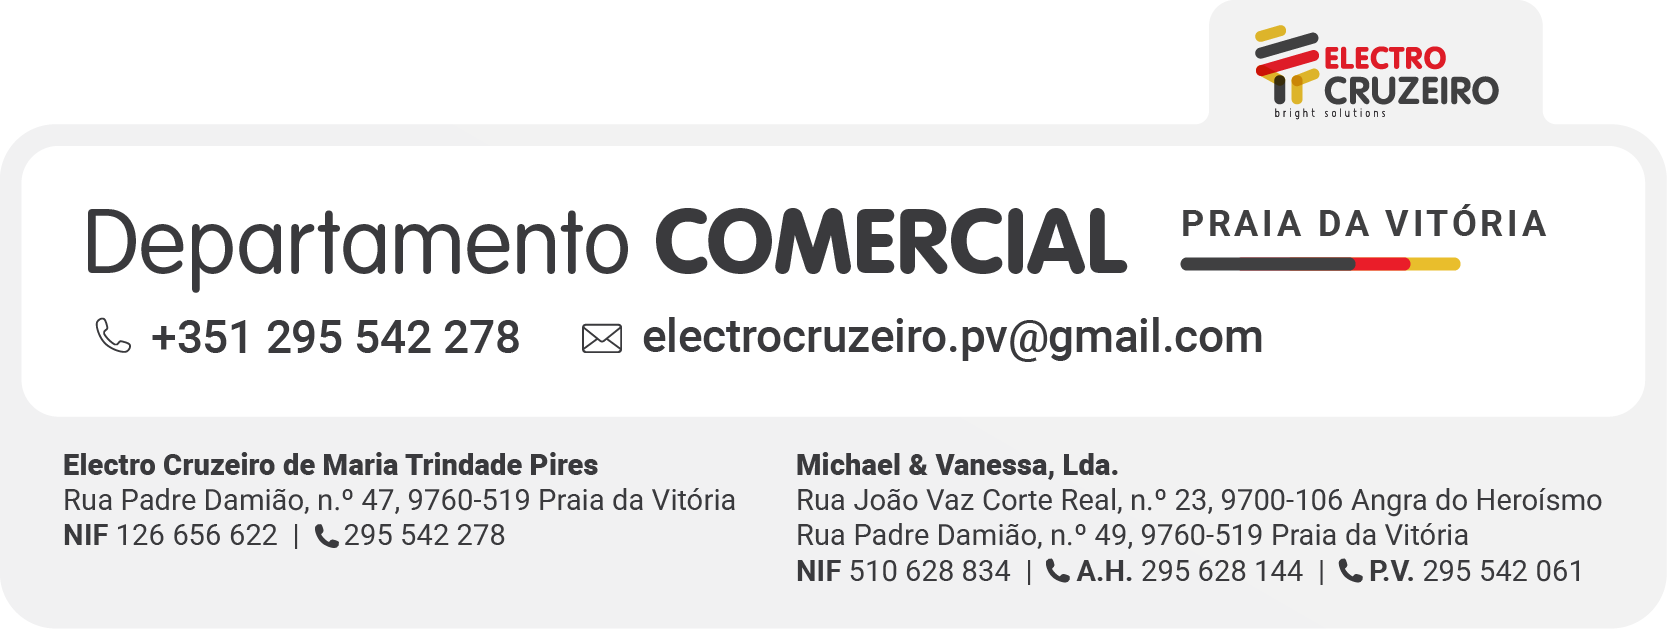 ELECTRO
CRUZEIRO
bright solutions
Departamento COMERCIAL
PRAIA DA VITÓRIA
+351 295 542 278
electrocruzeiro.pv@gmail.com
Electro Cruzeiro de Maria Trindade Pires
Rua Padre Damião, n.º 47, 9760-519 Praia da Vitória
NIF 126 656 622 | 295 542 278
Michael & Vanessa, Lda.
Rua João Vaz Corte Real, n.º 23, 9700-106 Angra do Heroísmo
Rua Padre Damião, n.º 49, 9760-519 Praia da Vitória
NIF 510 628 834 | A.H. 295 628 144 | P.V. 295 542 061